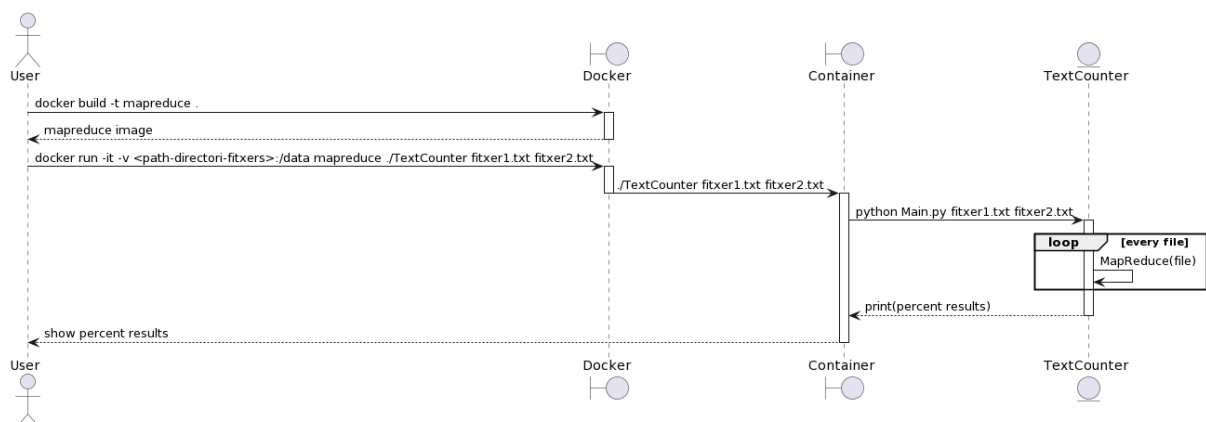 User
Docker
Container
TextCounter
docker build -t mapreduce .
mapreduce image
docker run -it -v <path-directori-fitxers>:/data mapreduce ./TextCounter fitxer1.txt fitxer2.txt
./TextCounter fitxer1.txt fitxer2.txt
python Main.py fitxer1.txt fitxer2.txt
loop [every file]
MapReduce(file)
print(percent results)
show percent results
User
Docker
Container
TextCounter